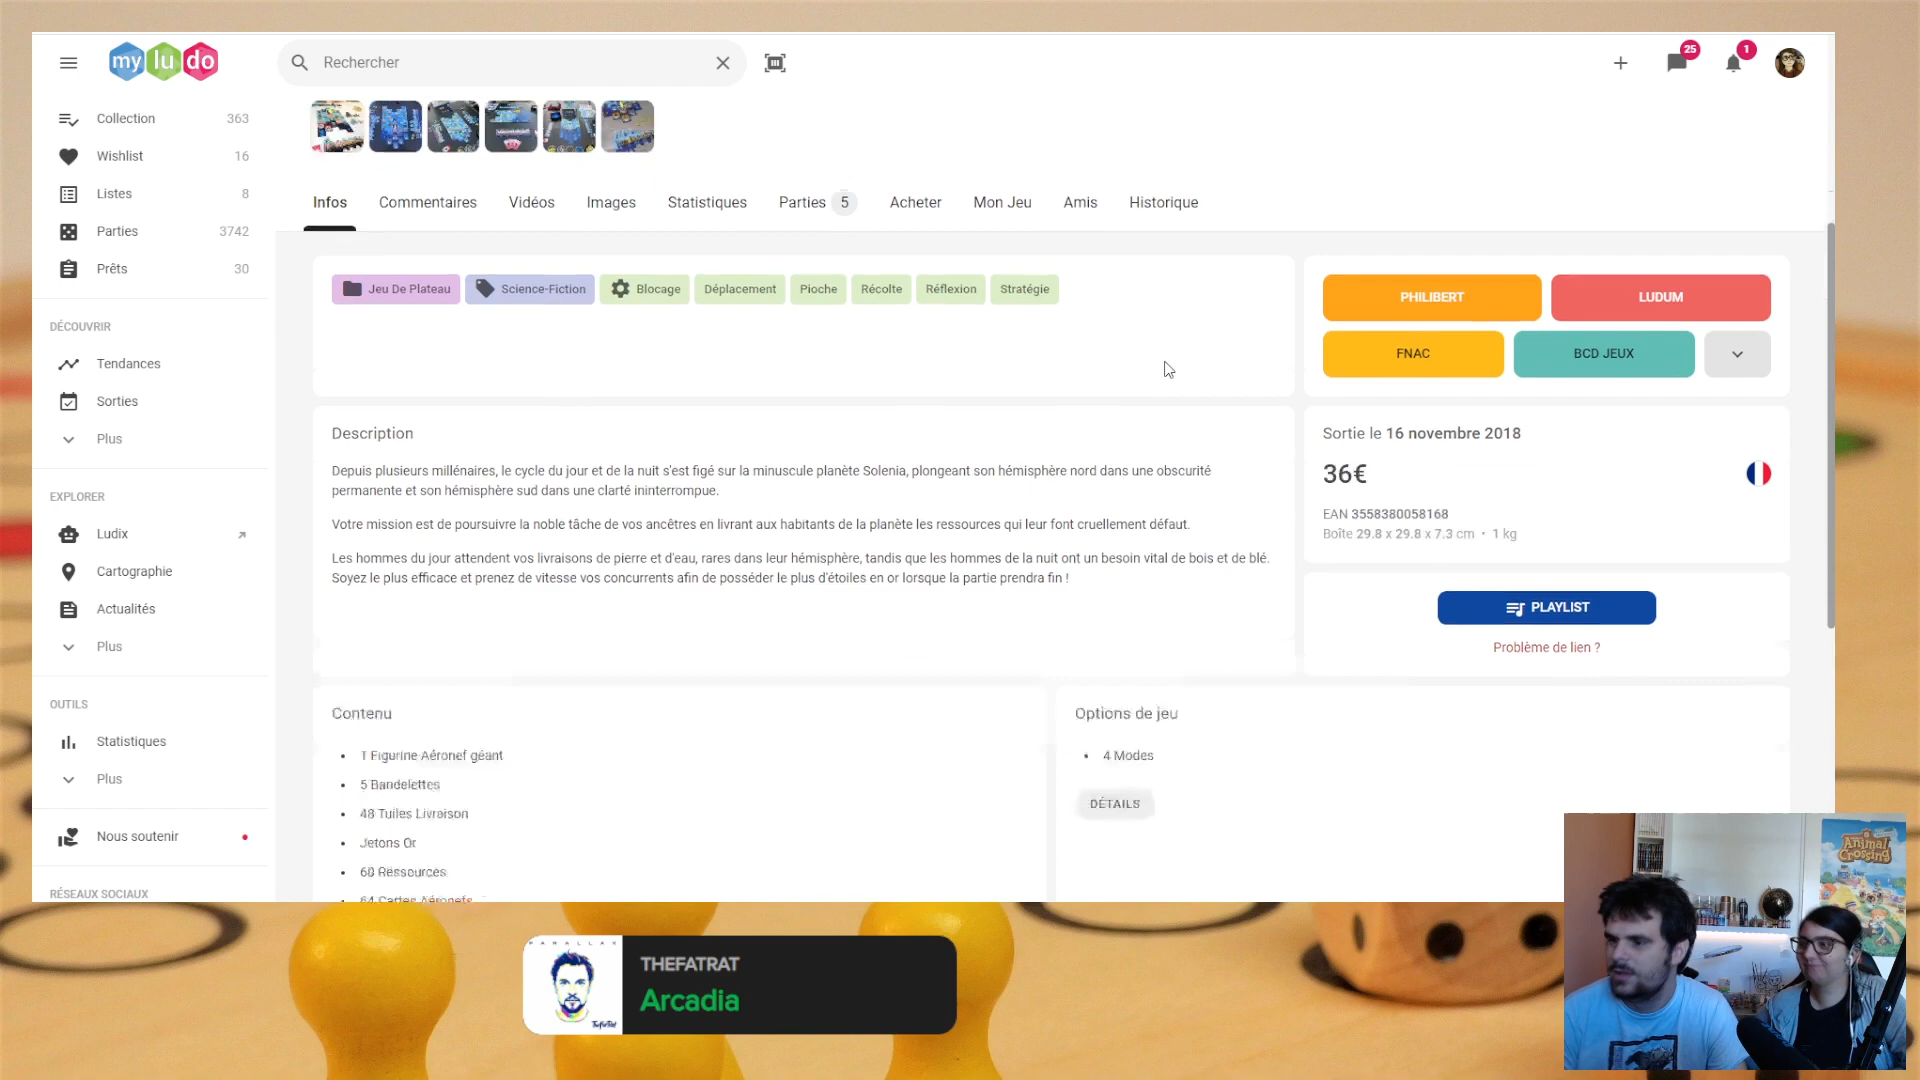 my lu do
Rechercher
25
1
Collection 363
Wishlist 16
Listes 8
Parties 3742
Prêts 30
DÉCOUVRIR
Tendances
Sorties
Plus
EXPLORER
Ludix
Cartographie
Actualités
Plus
OUTILS
Statistiques
Plus
Nous soutenir
RÉSEAUX SOCIAUX
Infos Commentaires Vidéos Images Statistiques Parties 5 Acheter Mon Jeu Amis Historique
Jeu De Plateau Science-Fiction Blocage Déplacement Pioche Récolte Réflexion Stratégie
PHILIBERT LUDUM
FNAC BCD JEUX
Description
Depuis plusieurs millénaires, le cycle du jour et de la nuit s'est figé sur la minuscule planète Solenia, plongeant son hémisphère nord dans une obscurité
permanente et son hémisphère sud dans une clarté ininterrompue.
Votre mission est de poursuivre la noble tâche de vos ancêtres en livrant aux habitants de la planète les ressources qui leur font cruellement défaut.
Les hommes du jour attendent vos livraisons de pierre et d'eau, rares dans leur hémisphère, tandis que les hommes de la nuit ont un besoin vital de bois et de blé.
Soyez le plus efficace et prenez de vitesse vos concurrents afin de posséder le plus d'étoiles en or lorsque la partie prendra fin !
Sortie le 16 novembre 2018
36€
EAN 3558380058168
Boîte 29.8 x 29.8 x 7.3 cm • 1 kg
PLAYLIST
Problème de lien ?
Contenu
• 1 Figurine Aéronef géant
• 5 Bandelettes
• 48 Tuiles Livraison
• Jetons Or
• 60 Ressources
• 64 Cartes Aéronefs
Options de jeu
• 4 Modes
DÉTAILS
PARALLAX
TheFatRat
THEFATRAT
Arcadia
Animal
Crossing